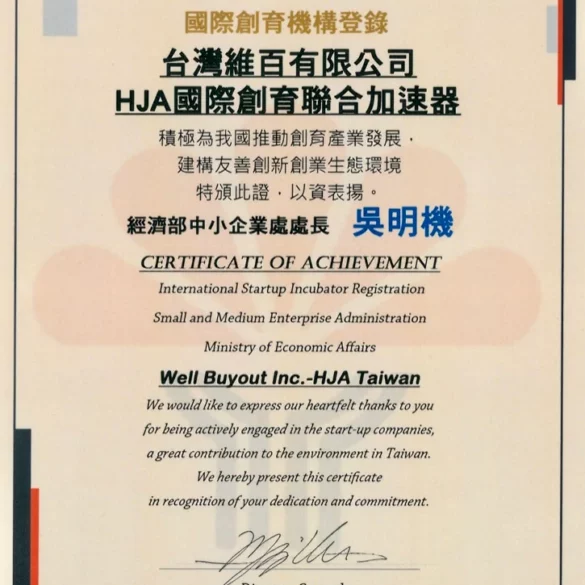 國際創育機構登錄
台灣維百有限公司
HJA國際創育聯合加速器
積極為我國推動創育產業發展，
建構友善創新創業生態環境
特頒此證，以資表揚。
經濟部中小企業處處長 吳明機
CERTIFICATE OF ACHIEVEMENT
International Startup Incubator Registration
Small and Medium Enterprise Administration
Ministry of Economic Affairs
Well Buyout Inc.-HJA Taiwan
We would like to express our heartfelt thanks to you
for being actively engaged in the start-up companies,
a great contribution to the environment in Taiwan.
We hereby present this certificate
in recognition of your dedication and commitment.